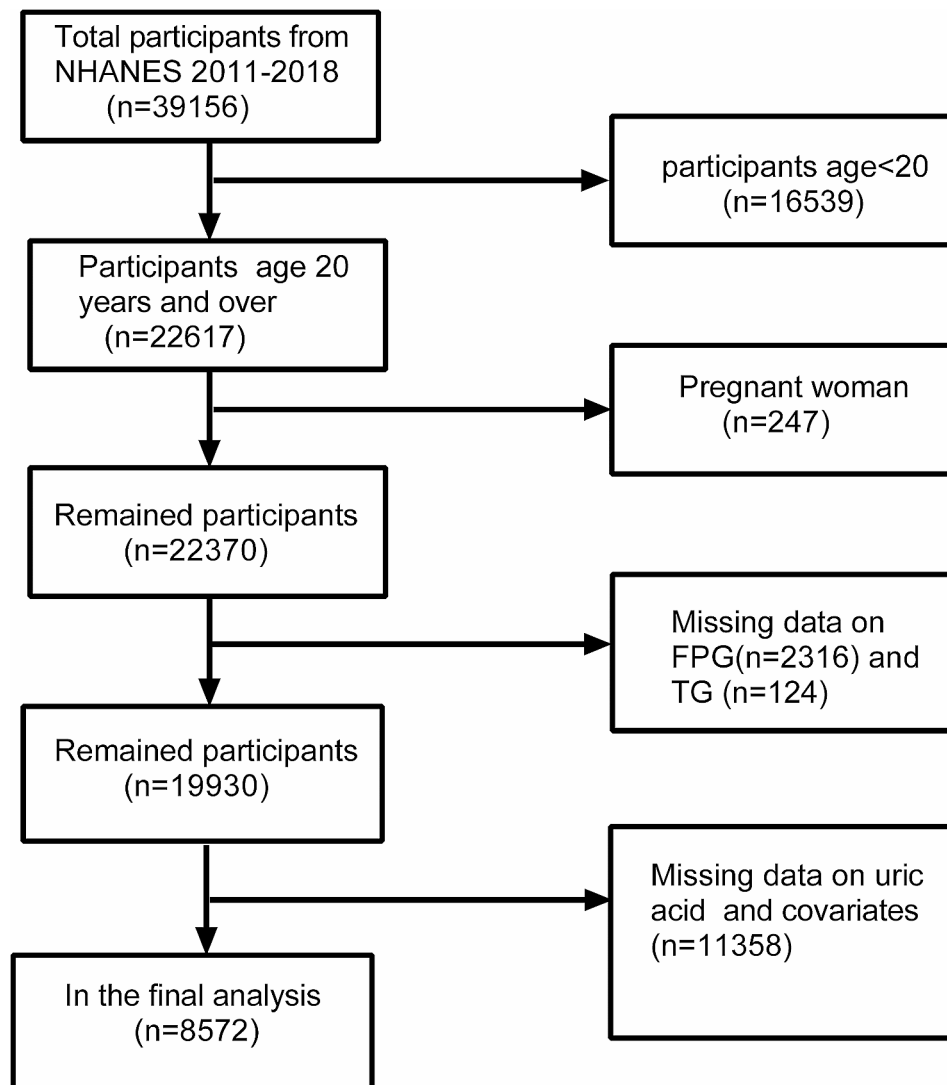 Total participants from
NHANES 2011-2018
(n=39156)
participants age<20
(n=16539)
Participants age 20
years and over
(n=22617)
Pregnant woman
(n=247)
Remained participants
(n=22370)
Missing data on
FPG(n=2316) and
TG (n=124)
Remained participants
(n=19930)
Missing data on uric
acid and covariates
(n=11358)
In the final analysis
(n=8572)